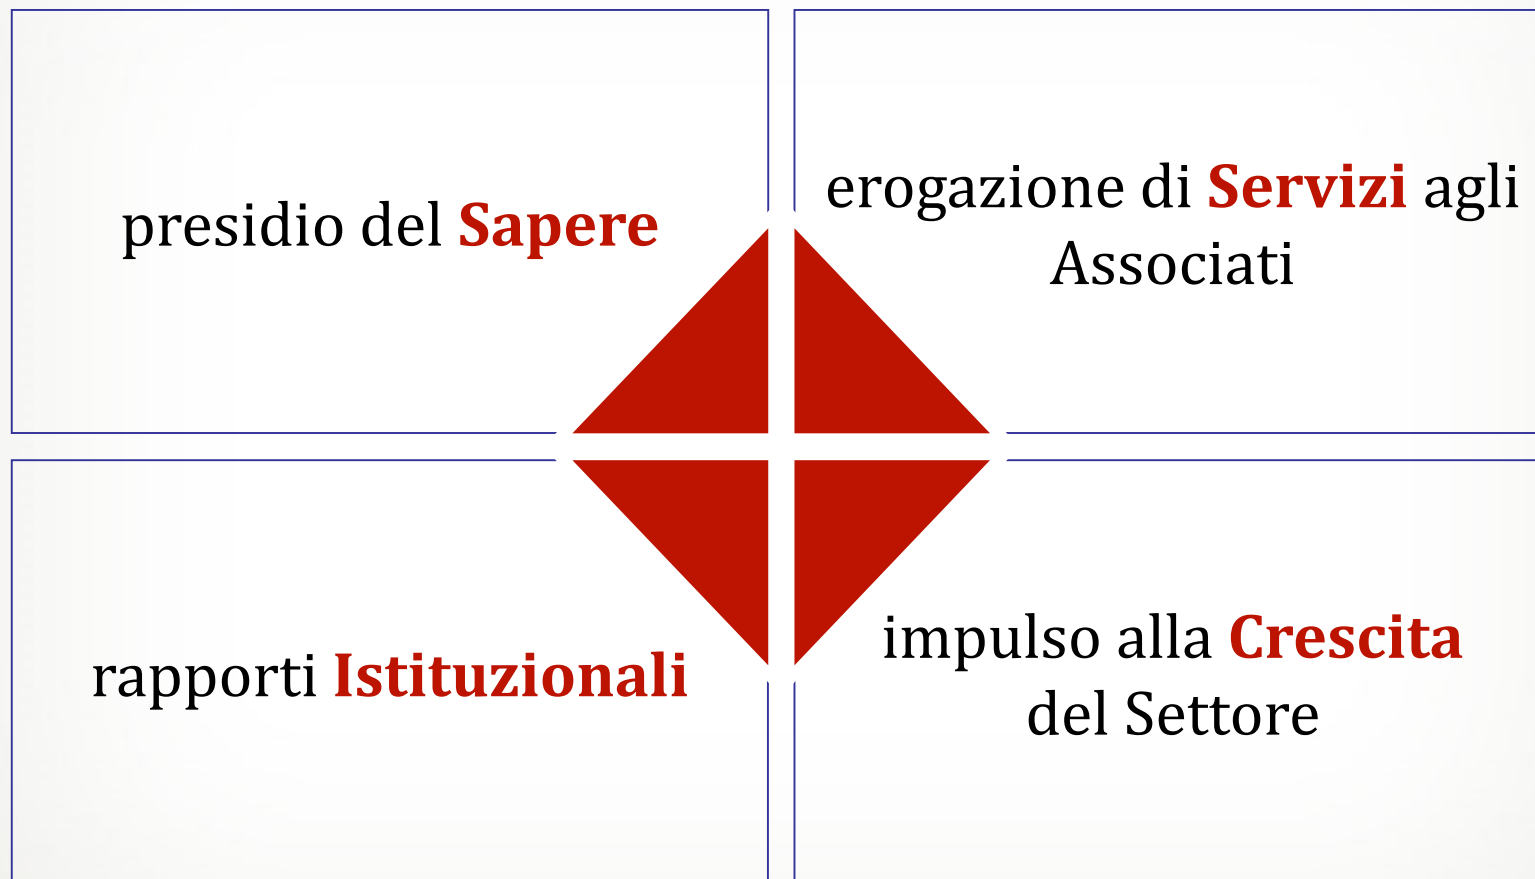 presidio del Sapere
erogazione di Servizi agli
Associati
rapporti Istituzionali
impulso alla Crescita
del Settore